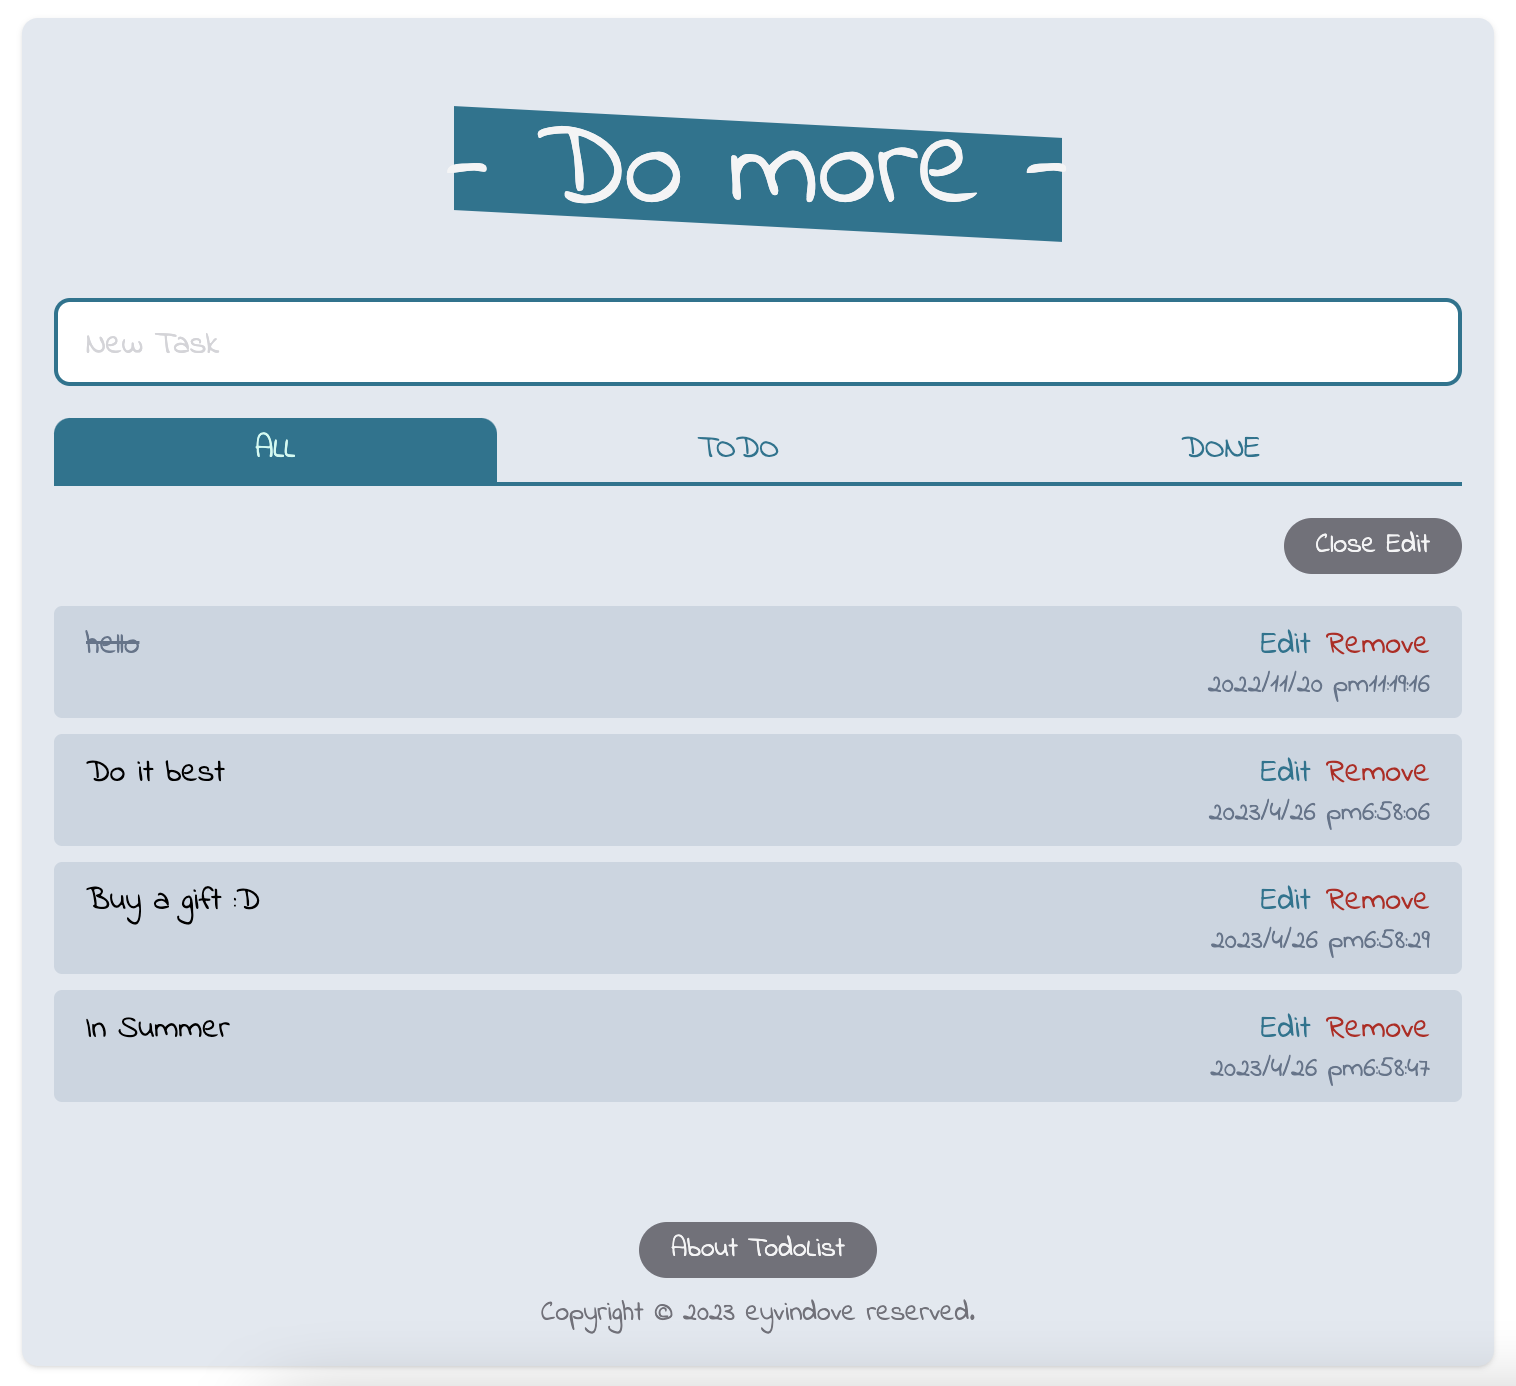 - Do more -
New Task
ALL TODO DONE
Close Edit
hello Edit Remove
2022/11/20 pm11:19:16
Do it best Edit Remove
2023/4/26 pm6:58:06
Buy a gift :D Edit Remove
2023/4/26 pm6:58:29
In Summer Edit Remove
2023/4/26 pm6:58:47
About TodoList
Copyright © 2023 eyvindove reserved.